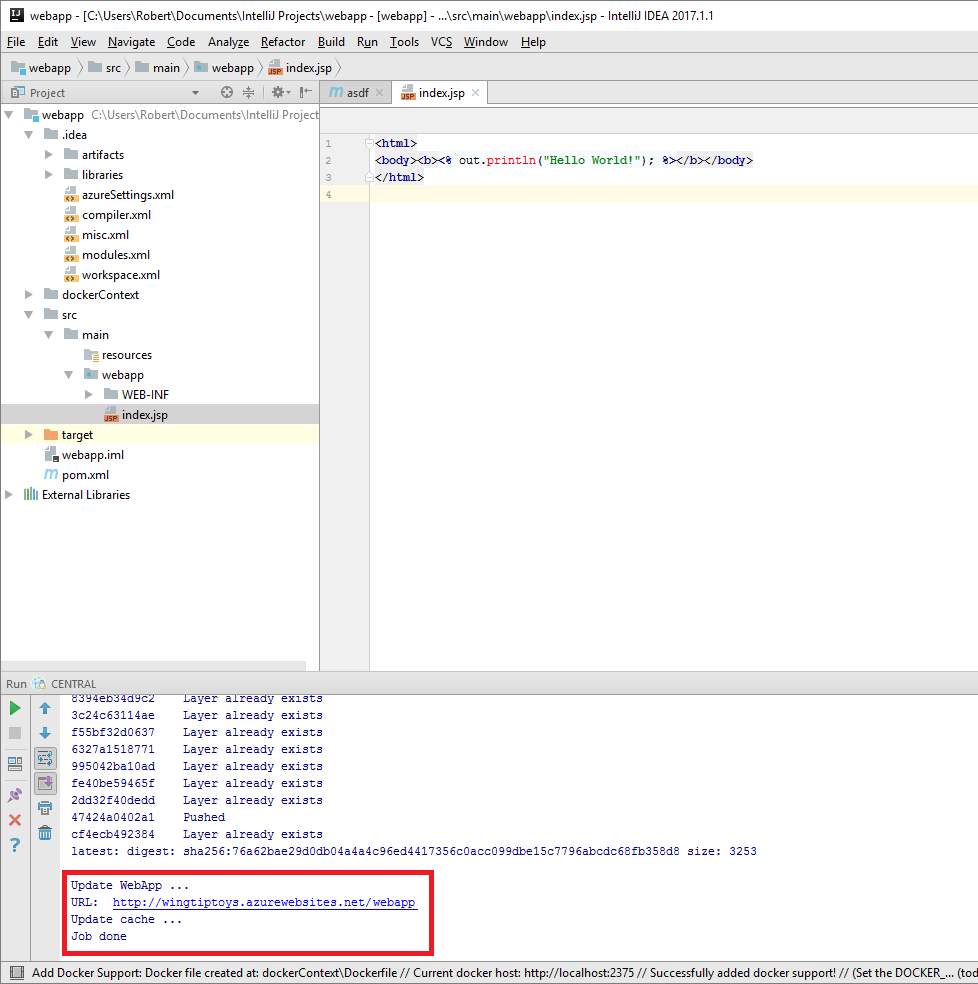 webapp - [C:\Users\Robert\Documents\IntelliJ Projects\webapp - [webapp] - ...\src\main\webapp\index.jsp - IntelliJ IDEA 2017.1.1
File Edit View Navigate Code Analyze Refactor Build Run Tools VCS Window Help
webapp src main webapp index.jsp
Project
asdf index.jsp
webapp C:\Users\Robert\Documents\IntelliJ Project
.idea
artifacts
libraries
azureSettings.xml
compiler.xml
misc.xml
modules.xml
workspace.xml
dockerContext
src
main
resources
webapp
WEB-INF
index.jsp
target
webapp.iml
pom.xml
External Libraries
1 <html>
2 <body><b><% out.println("Hello World!"); %></b></body>
3 </html>
4
Run CENTRAL
8394eb34d9c2 Layer already exists
3c24c63114ae Layer already exists
f55bf32d0637 Layer already exists
6327a1518771 Layer already exists
995042ba10ad Layer already exists
fe40be59465f Layer already exists
2dd32f40dedd Layer already exists
47424a0402a1 Pushed
cf4ecb492384 Layer already exists
latest: digest: sha256:76a62bae29d0db04a4a4c96ed4417356c0acc099dbe15c7796abcdc68fb358d8 size: 3253
Update WebApp ...
URL: http://wingtiptoys.azurewebsites.net/webapp
Update cache ...
Job done
Add Docker Support: Docker file created at: dockerContext\Dockerfile // Current docker host: http://localhost:2375 // Successfully added docker support! // (Set the DOCKER_... (tod